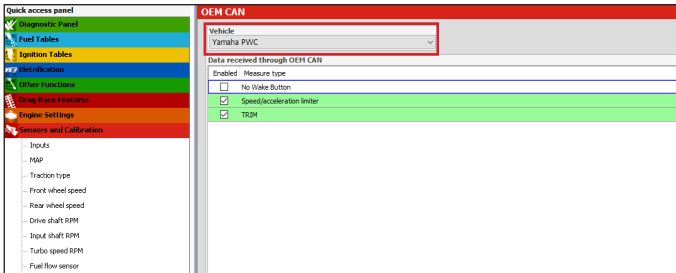 Quick access panel
Diagnostic Panel
Fuel Tables
Ignition Tables
Eletrification
Other Functions
Drag Race Features
Engine Settings
Sensors and Calibration
Inputs
MAP
Traction type
Front wheel speed
Rear wheel speed
Drive shaft RPM
Input shaft RPM
Turbo speed RPM
Fuel flow sensor
OEM CAN
Vehicle
Yamaha PWC
Data received through OEM CAN
Enabled Measure type
No Wake Button
Speed/acceleration limiter
TRIM